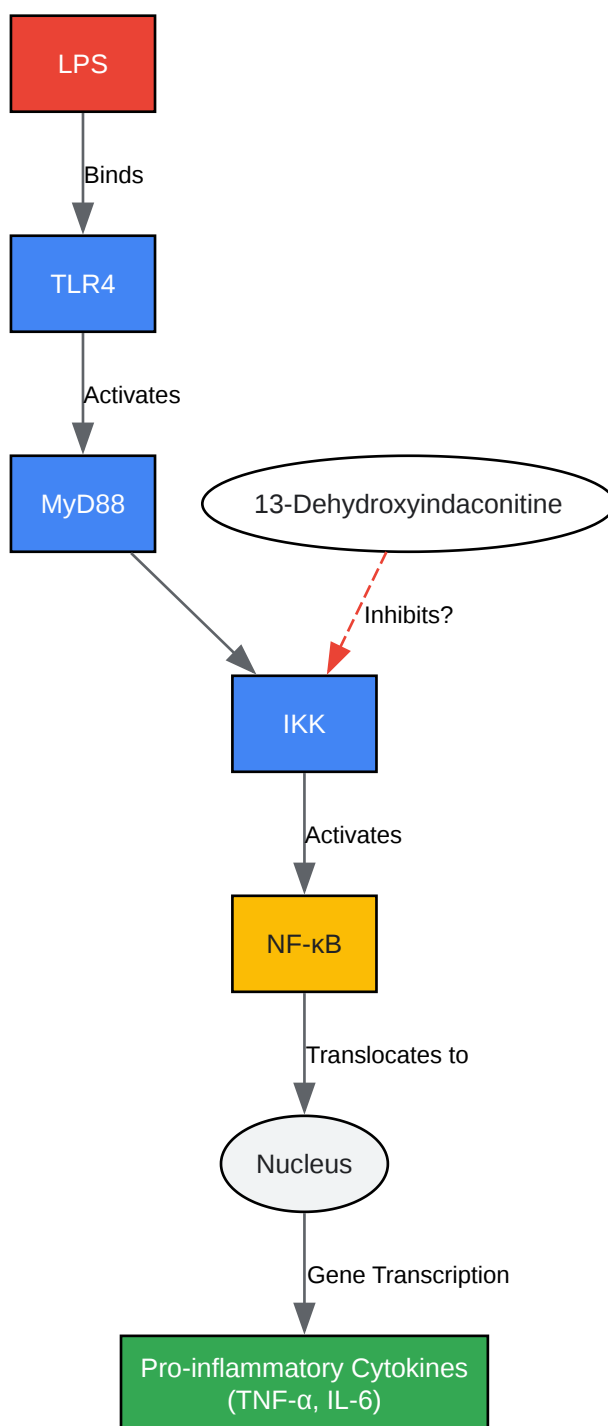 LPS
Binds
TLR4
Activates
MyD88
13-Dehydroxyindaconitine
Inhibits?
IKK
Activates
NF-κB
Translocates to
Nucleus
Gene Transcription
Pro-inflammatory Cytokines
(TNF-α, IL-6)